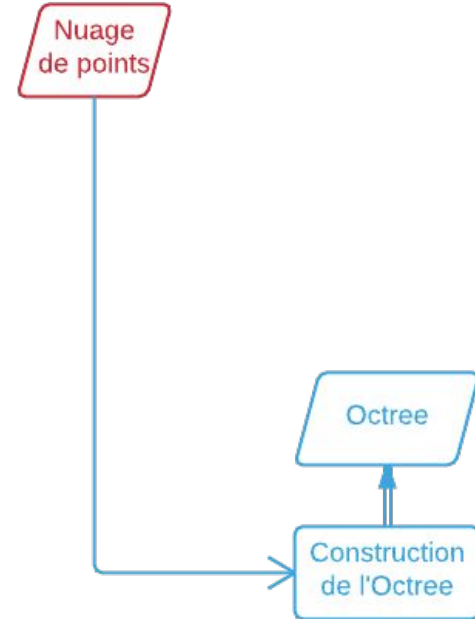 Nuage
de points
Octree
Construction
de l'Octree